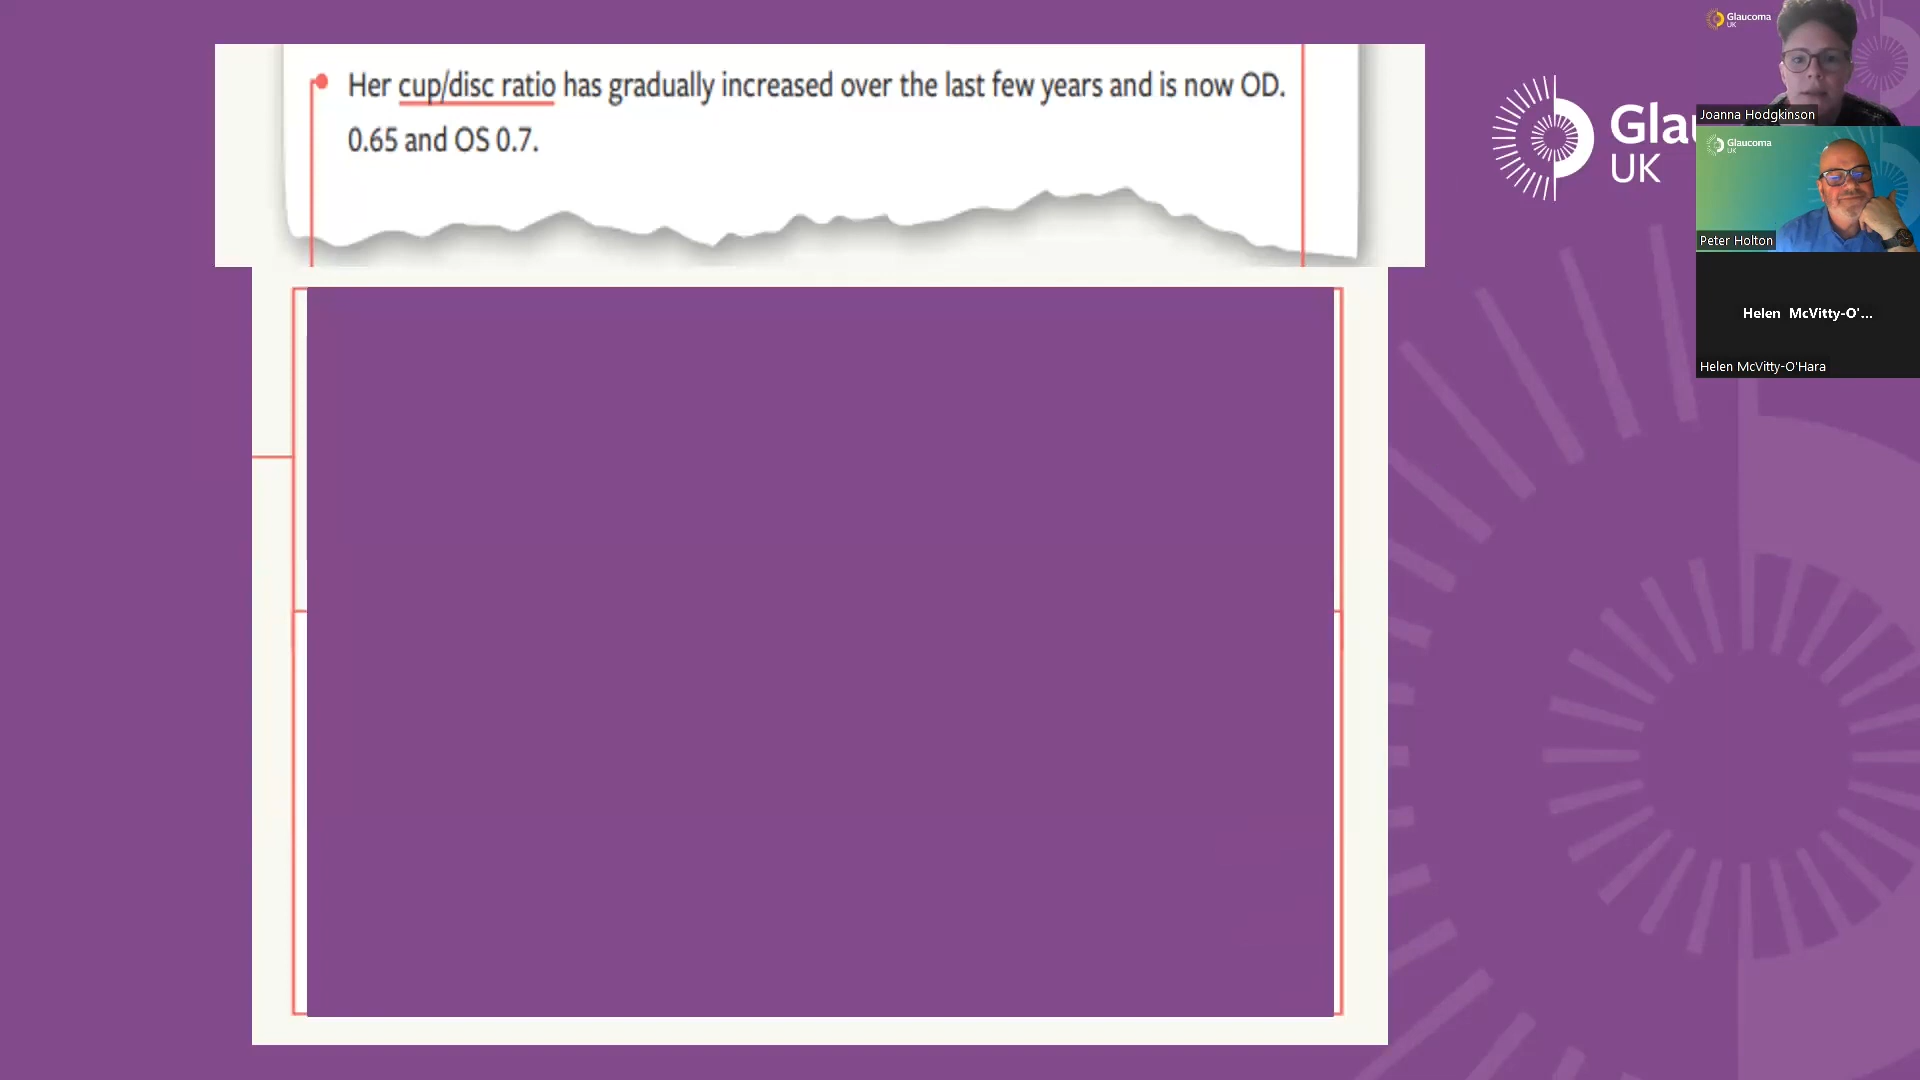 Her cup/disc ratio has gradually increased over the last few years and is now OD.
0.65 and OS 0.7.
Gla
UK
Glaucoma
UK
Joanna Hodgkinson
Glaucoma
UK
Peter Holton
Helen McVitty-O'...
Helen McVitty-O'Hara